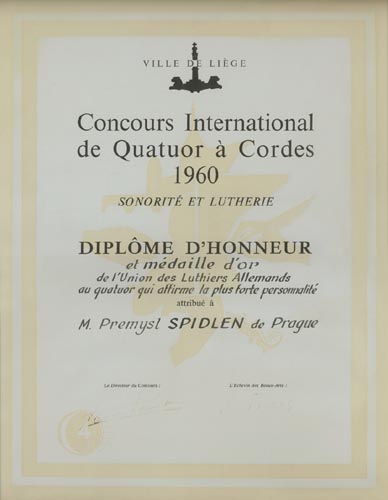 VILLE DE LIÈGE
Concours International
de Quatuor à Cordes
1960
SONORITÉ ET LUTHERIE
DIPLÔME D'HONNEUR
et médaille d'or
de l'Union des Luthiers Allemands
au quatuor qui affirme la plus forte personnalité
attribué à
M. Premysl SPIDLEN de Prague
Le Directeur du Concours : L'Echevin des Beaux-Arts :